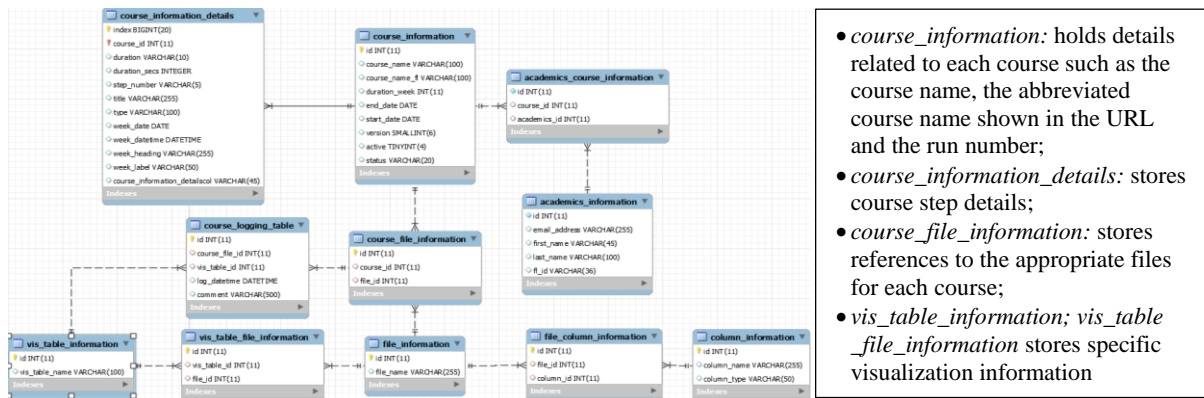 course_information_details
index BIGINT(20)
course_id INT(11)
duration VARCHAR(10)
duration_secs INTEGER
step_number VARCHAR(5)
title VARCHAR(255)
type VARCHAR(100)
week_date DATE
week_datetime DATETIME
week_heading VARCHAR(255)
week_label VARCHAR(50)
course_information_detailscol VARCHAR(45)
Indexes
course_information
id INT(11)
course_name VARCHAR(100)
course_name_fl VARCHAR(100)
duration_week INT(11)
end_date DATE
start_date DATE
version SMALLINT(6)
active TINYINT(4)
status VARCHAR(20)
Indexes
academics_course_information
id INT(11)
course_id INT(11)
academics_id INT(11)
Indexes
academics_information
id INT(11)
email_address VARCHAR(255)
first_name VARCHAR(45)
last_name VARCHAR(100)
fl_id VARCHAR(36)
Indexes
course_logging_table
id INT(11)
course_file_id INT(11)
vis_table_id INT(11)
log_datetime DATETIME
comment VARCHAR(500)
Indexes
course_file_information
id INT(11)
course_id INT(11)
file_id INT(11)
Indexes
vis_table_information
id INT(11)
vis_table_name VARCHAR(100)
Indexes
vis_table_file_information
id INT(11)
vis_table_id INT(11)
file_id INT(11)
Indexes
file_information
id INT(11)
file_name VARCHAR(255)
Indexes
file_column_information
id INT(11)
file_id INT(11)
column_id INT(11)
Indexes
column_information
id INT(11)
column_name VARCHAR(255)
column_type VARCHAR(50)
Indexes
• course_information: holds details
related to each course such as the
course name, the abbreviated
course name shown in the URL
and the run number;
• course_information_details: stores
course step details;
• course_file_information: stores
references to the appropriate files
for each course;
• vis_table_information; vis_table
_file_information stores specific
visualization information